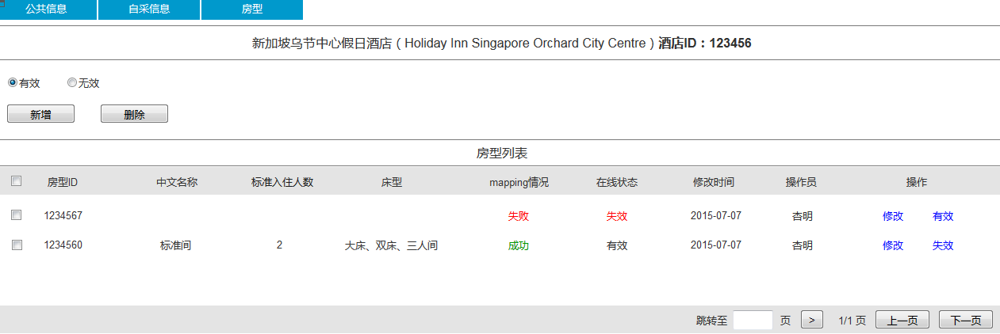 公共信息 自采信息 房型
新加坡乌节中心假日酒店（Holiday Inn Singapore Orchard City Centre）酒店ID：123456
有效 无效
新增 删除
房型列表
房型ID 中文名称 标准入住人数 床型 mapping情况 在线状态 修改时间 操作员 操作
1234567 失败 失效 2015-07-07 杏明 修改 有效
1234560 标准间 2 大床、双床、三人间 成功 有效 2015-07-07 杏明 修改 失效
跳转至 页 > 1/1 页 上一页 下一页